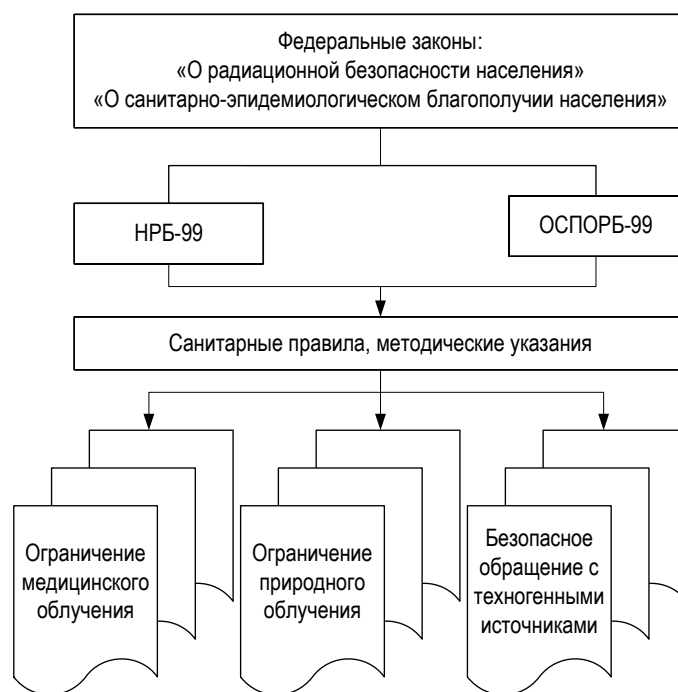 Федеральные законы:
«О радиационной безопасности населения»
«О санитарно-эпидемиологическом благополучии населения»
НРБ-99
ОСПОРБ-99
Санитарные правила, методические указания
Ограничение
медицинского
облучения
Ограничение
природного
облучения
Безопасное
обращение с
техногенными
источниками